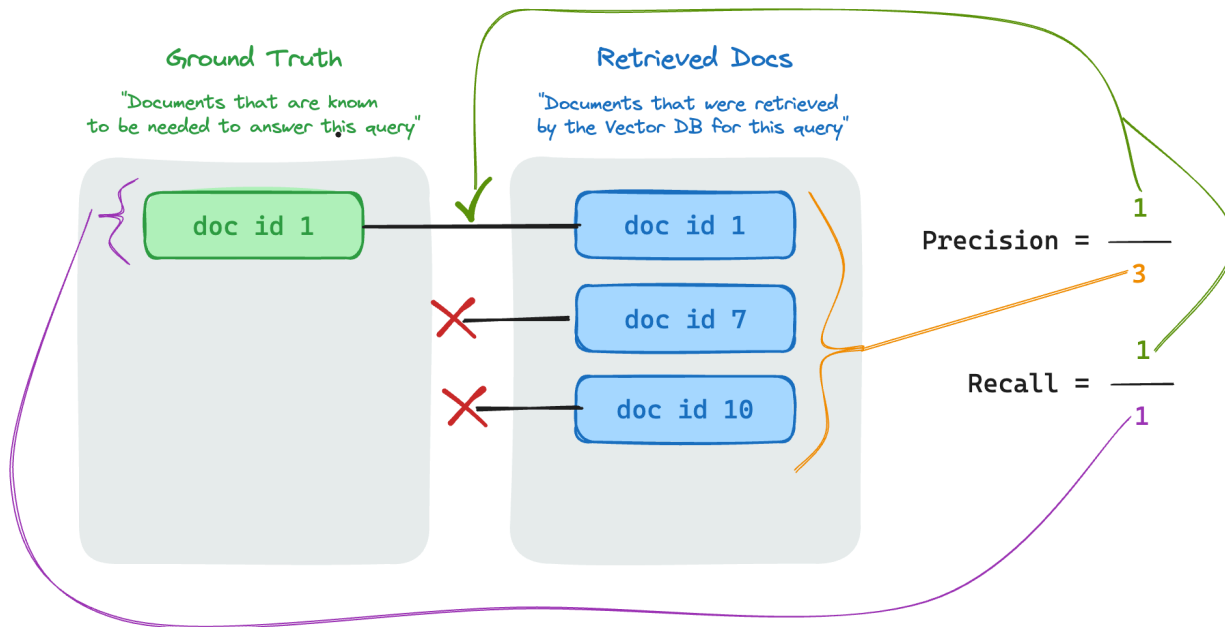 Ground Truth
"Documents that are known
to be needed to answer this query"
Retrieved Docs
"Documents that were retrieved
by the Vector DB for this query"
doc id 1
doc id 1
doc id 7
doc id 10
1
Precision =
3
1
Recall =
1